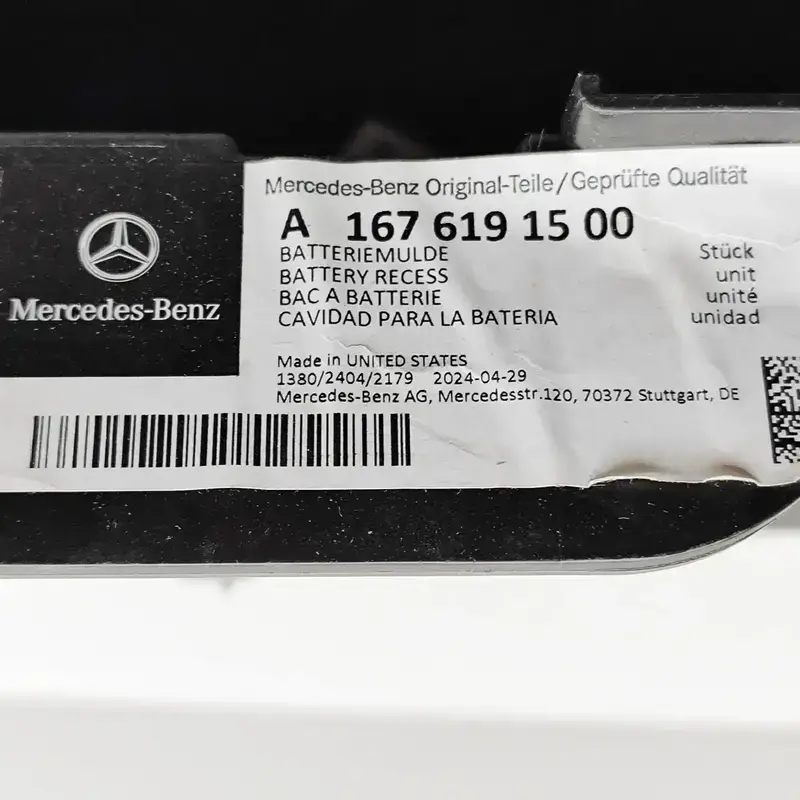 Mercedes-Benz
Mercedes-Benz Original-Teile/Geprüfte Qualität
A 167 619 15 00
BATTERIEMULDE Stück
BATTERY RECESS unit
BAC A BATTERIE unité
CAVIDAD PARA LA BATERIA unidad
Made in UNITED STATES
1380/2404/2179 2024-04-29
Mercedes-Benz AG, Mercedesstr.120, 70372 Stuttgart, DE